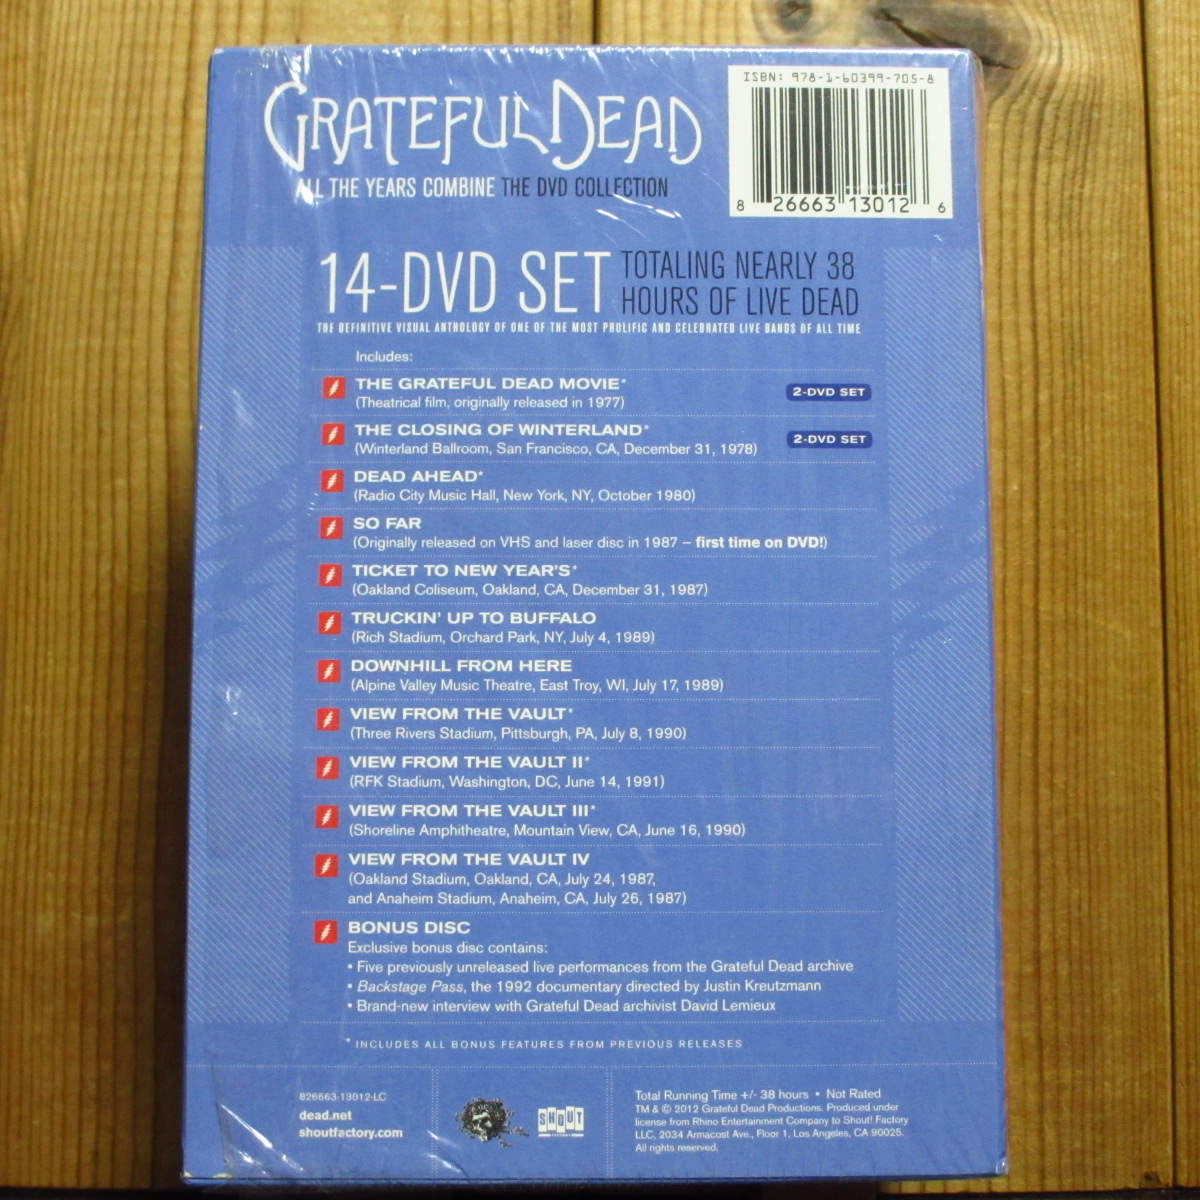 GRATEFUL DEAD
ALL THE YEARS COMBINE THE DVD COLLECTION
ISBN: 978-1-60399-705-8
8 26663 13012 6
14-DVD SET
TOTALING NEARLY 38
HOURS OF LIVE DEAD
THE DEFINITIVE VISUAL ANTHOLOGY OF ONE OF THE MOST PROLIFIC AND CELEBRATED LIVE BANDS OF ALL TIME
Includes:
THE GRATEFUL DEAD MOVIE* 2-DVD SET
(Theatrical film, originally released in 1977)
THE CLOSING OF WINTERLAND* 2-DVD SET
(Winterland Ballroom, San Francisco, CA, December 31, 1978)
DEAD AHEAD*
(Radio City Music Hall, New York, NY, October 1980)
SO FAR
(Originally released on VHS and laser disc in 1987 – first time on DVD!)
TICKET TO NEW YEAR'S*
(Oakland Coliseum, Oakland, CA, December 31, 1987)
TRUCKIN' UP TO BUFFALO
(Rich Stadium, Orchard Park, NY, July 4, 1989)
DOWNHILL FROM HERE
(Alpine Valley Music Theatre, East Troy, WI, July 17, 1989)
VIEW FROM THE VAULT*
(Three Rivers Stadium, Pittsburgh, PA, July 8, 1990)
VIEW FROM THE VAULT II*
(RFK Stadium, Washington, DC, June 14, 1991)
VIEW FROM THE VAULT III*
(Shoreline Amphitheatre, Mountain View, CA, June 16, 1990)
VIEW FROM THE VAULT IV
(Oakland Stadium, Oakland, CA, July 24, 1987,
and Anaheim Stadium, Anaheim, CA, July 26, 1987)
BONUS DISC
Exclusive bonus disc contains:
▪ Five previously unreleased live performances from the Grateful Dead archive
▪ Backstage Pass, the 1992 documentary directed by Justin Kreutzmann
▪ Brand-new interview with Grateful Dead archivist David Lemieux
* INCLUDES ALL BONUS FEATURES FROM PREVIOUS RELEASES
826663-13012-LC
dead.net
shoutfactory.com
SHOUT
FACTORY
Total Running Time +/- 38 hours • Not Rated
TM & © 2012 Grateful Dead Productions. Produced under
license from Rhino Entertainment Company to Shout! Factory
LLC, 2034 Armacost Ave., Floor 1, Los Angeles, CA 90025.
All rights reserved.